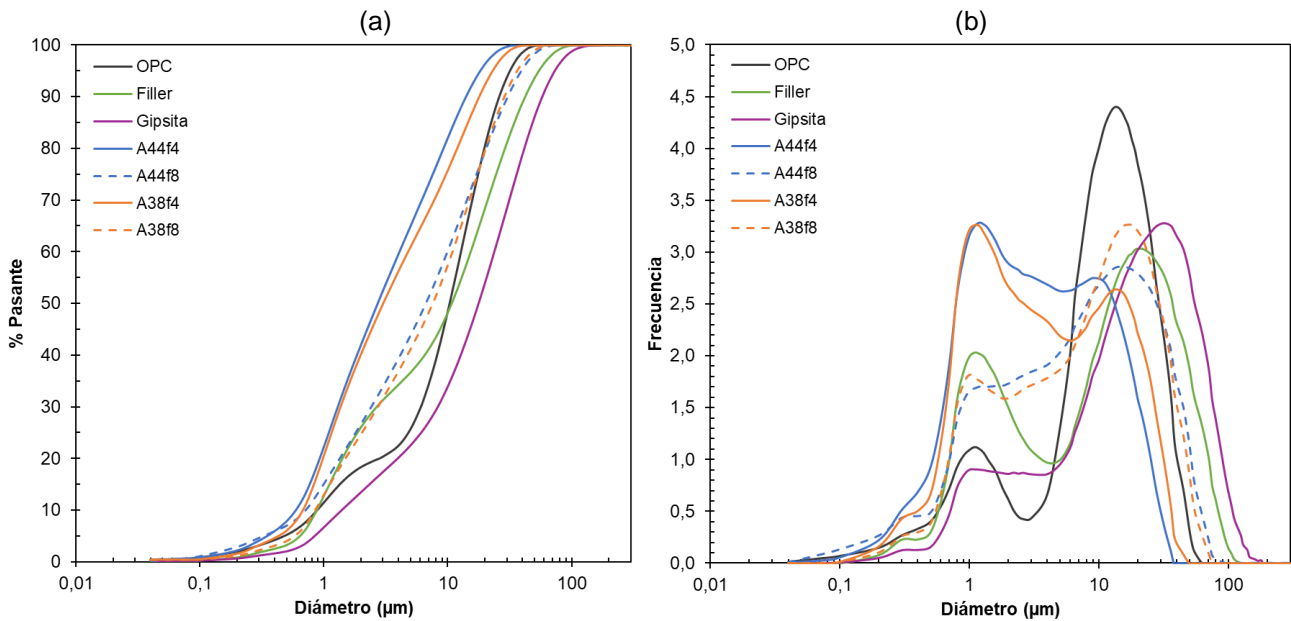 (a)
100
90
80
70
60
50
40
30
20
10
0
% Pasante
OPC
Filler
Gipsita
A44f4
A44f8
A38f4
A38f8
0,01
0,1
1
10
100
Diámetro (µm)
(b)
5,0
4,5
4,0
3,5
3,0
2,5
2,0
1,5
1,0
0,5
0,0
Frecuencia
OPC
Filler
Gipsita
A44f4
A44f8
A38f4
A38f8
0,01
0,1
1
10
100
Diámetro (µm)